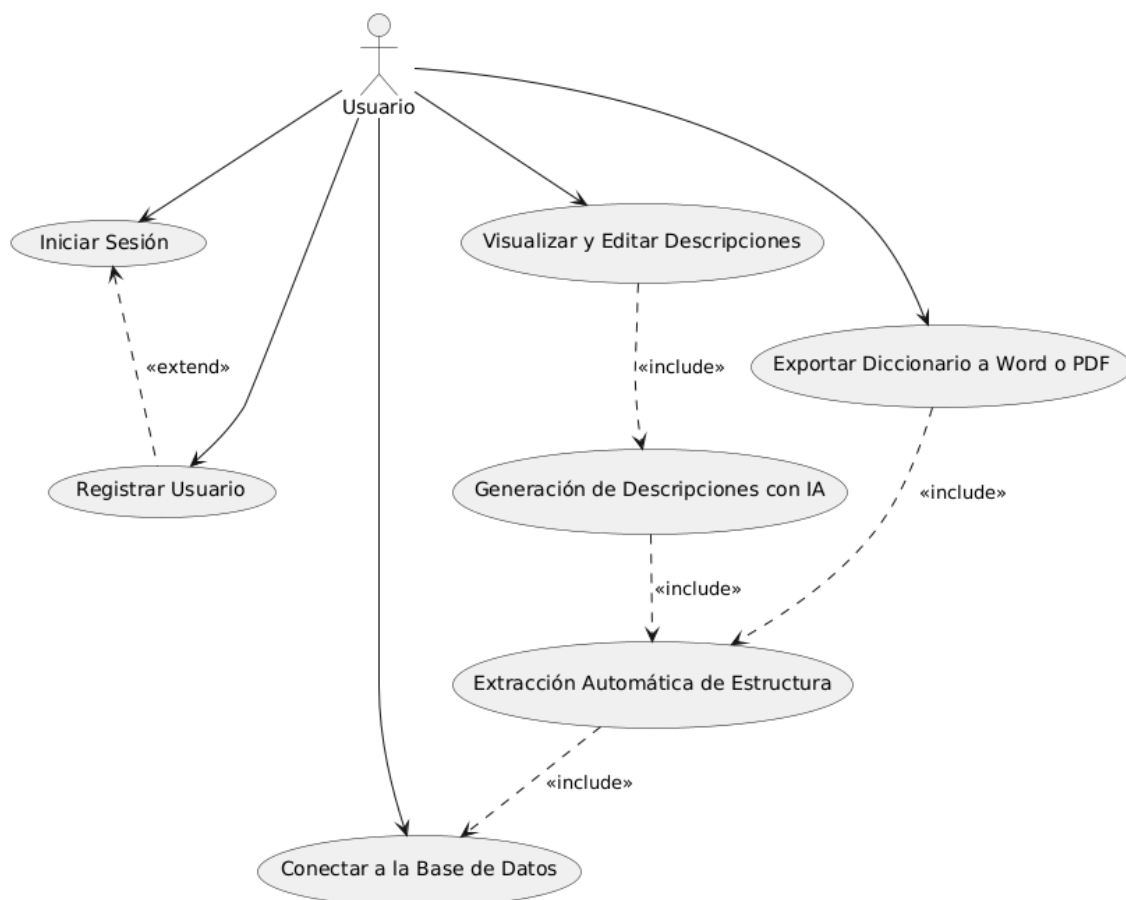 Usuario
Iniciar Sesión
Visualizar y Editar Descripciones
«extend»
«include»
Exportar Diccionario a Word o PDF
Registrar Usuario
Generación de Descripciones con IA
«include»
«include»
Extracción Automática de Estructura
«include»
Conectar a la Base de Datos